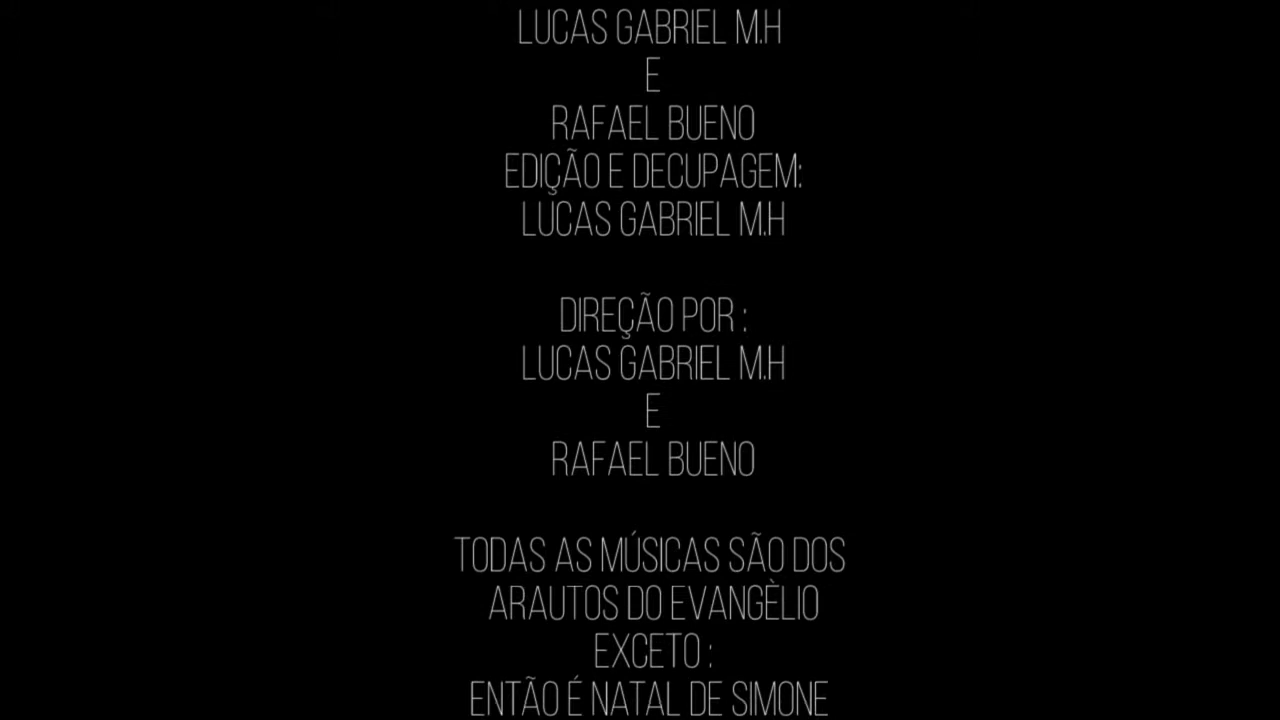 LUCAS GABRIEL M.H
E
RAFAEL BUENO
EDIÇÃO E DECUPAGEM:
LUCAS GABRIEL M.H
DIREÇÃO POR :
LUCAS GABRIEL M.H
E
RAFAEL BUENO
TODAS AS MÚSICAS SÃO DOS
ARAUTOS DO EVANGÈLIO
EXCETO :
ENTÃO É NATAL DE SIMONE